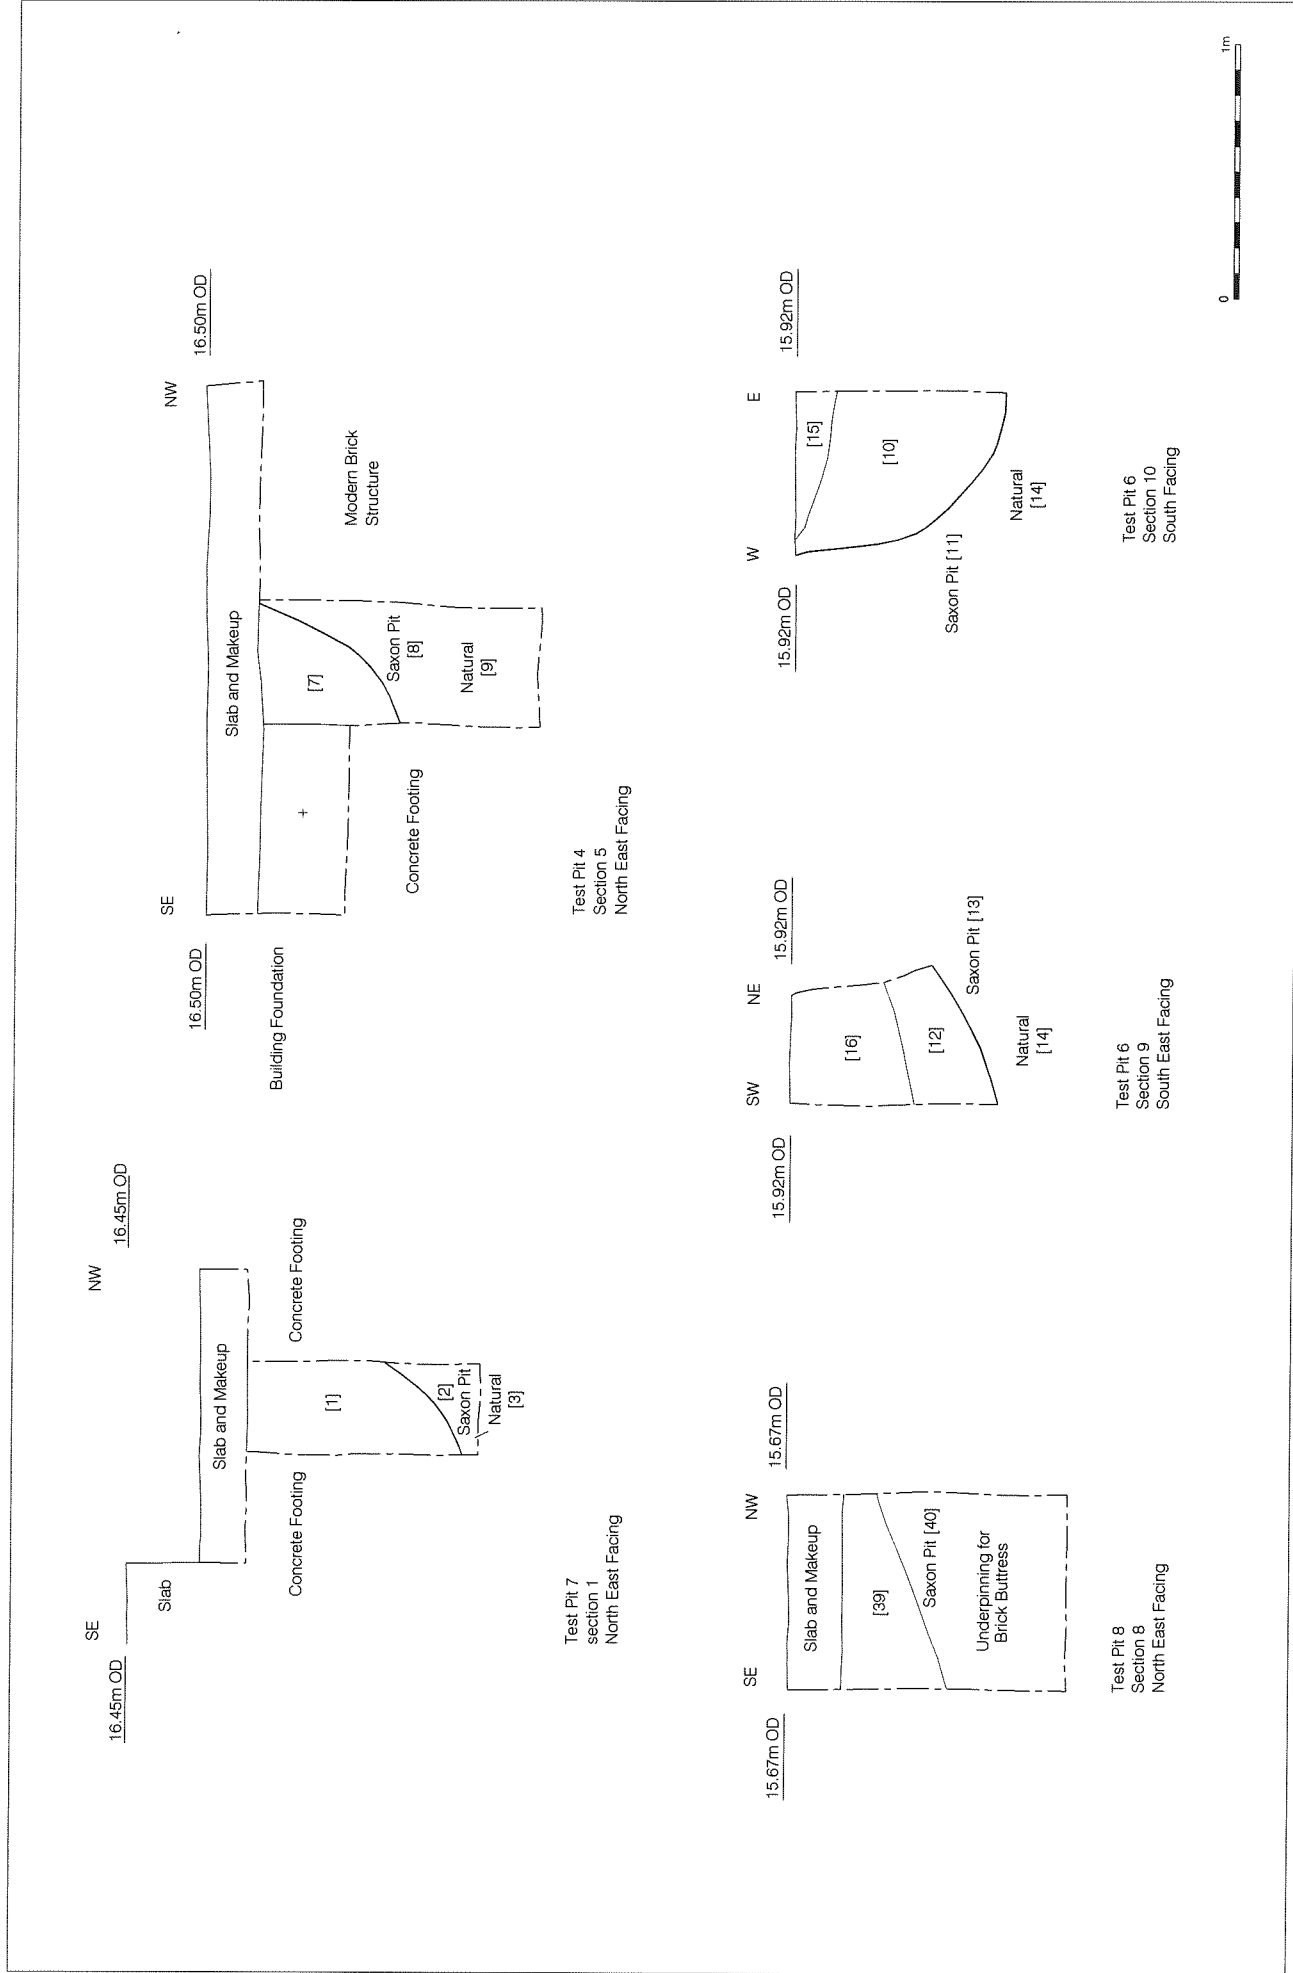 SE
NW
16.45m OD
16.45m OD
Slab
Slab and Makeup
Concrete Footing
Concrete Footing
[1]
[2]
Saxon Pit
Natural
[3]
Test Pit 7
section 1
North East Facing
SE
NW
16.50m OD
16.50m OD
Slab and Makeup
Building Foundation
+
[7]
Modern Brick
Structure
Saxon Pit
[8]
Concrete Footing
Natural
[9]
Test Pit 4
Section 5
North East Facing
SE
NW
15.67m OD
15.67m OD
Slab and Makeup
[39]
Saxon Pit [40]
Underpinning for
Brick Buttress
Test Pit 8
Section 8
North East Facing
SW
NE
15.92m OD
15.92m OD
[16]
[12]
Saxon Pit [13]
Natural
[14]
Test Pit 6
Section 9
South East Facing
W
E
15.92m OD
15.92m OD
[15]
[10]
Saxon Pit [11]
Natural
[14]
Test Pit 6
Section 10
South Facing
0
1m